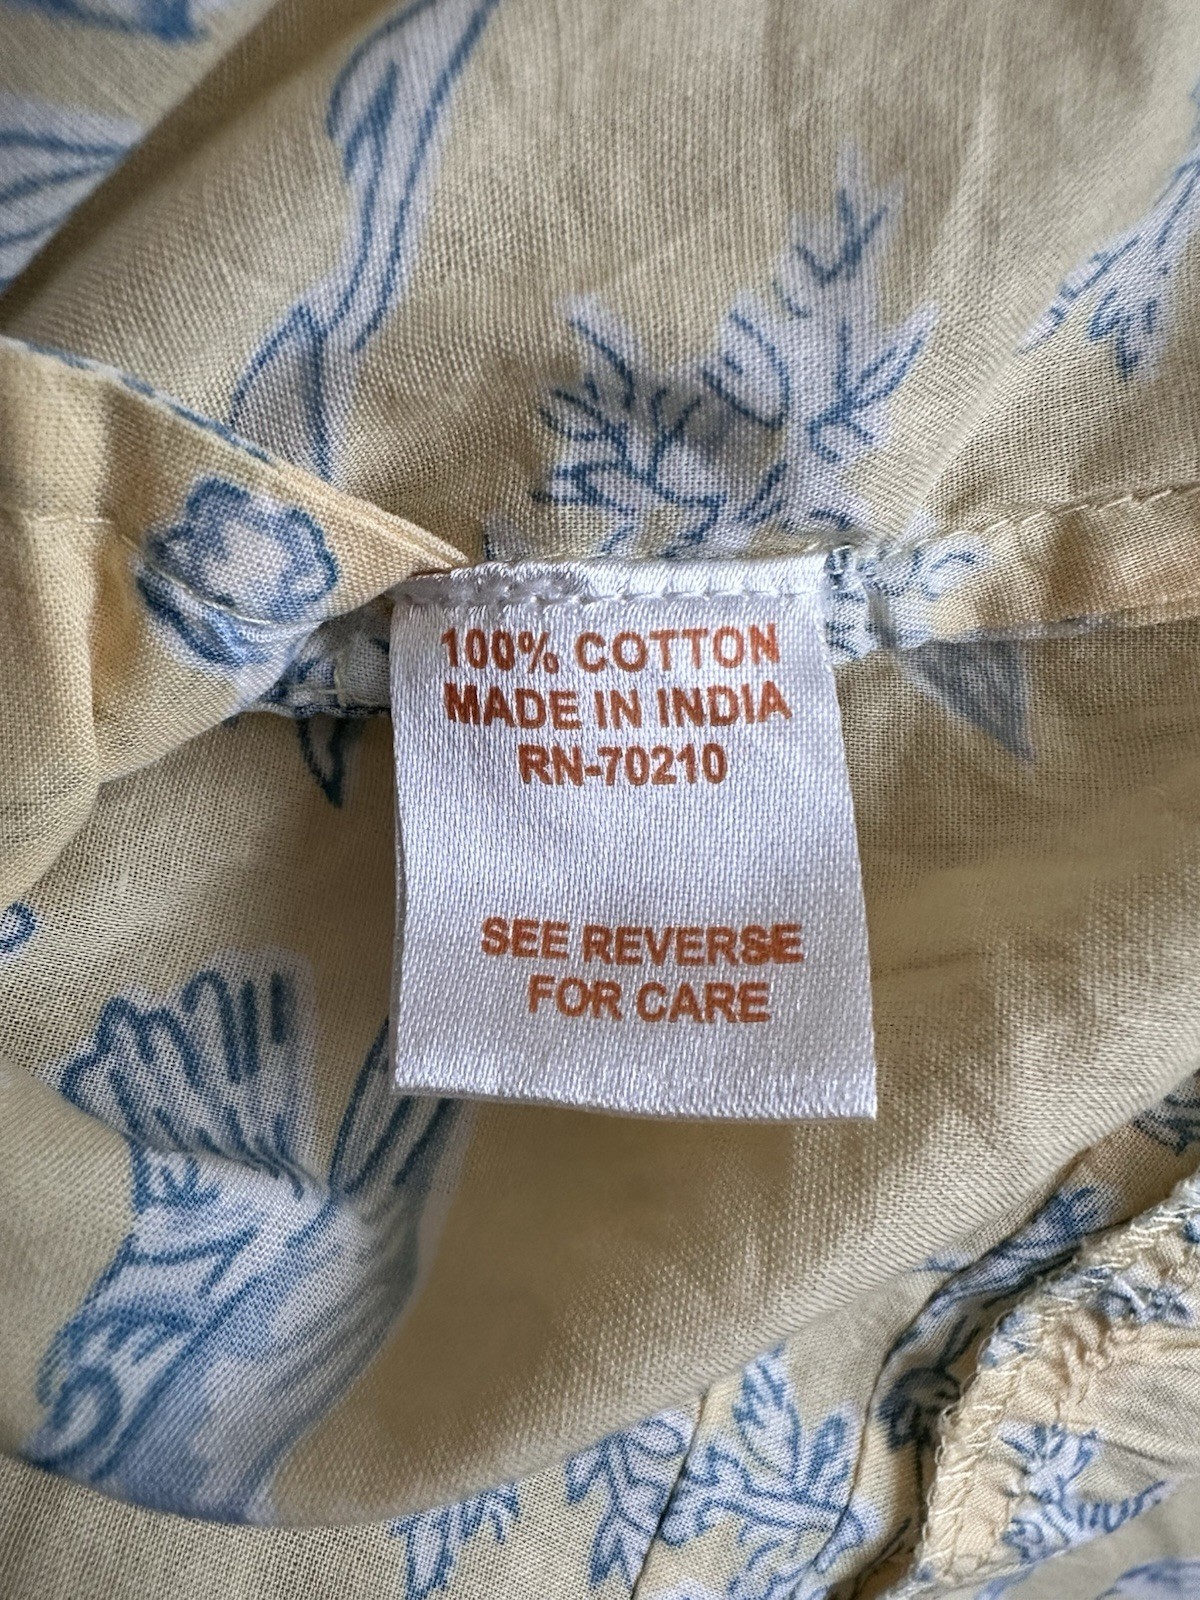 100% COTTON
MADE IN INDIA
RN-70210
SEE REVERSE
FOR CARE